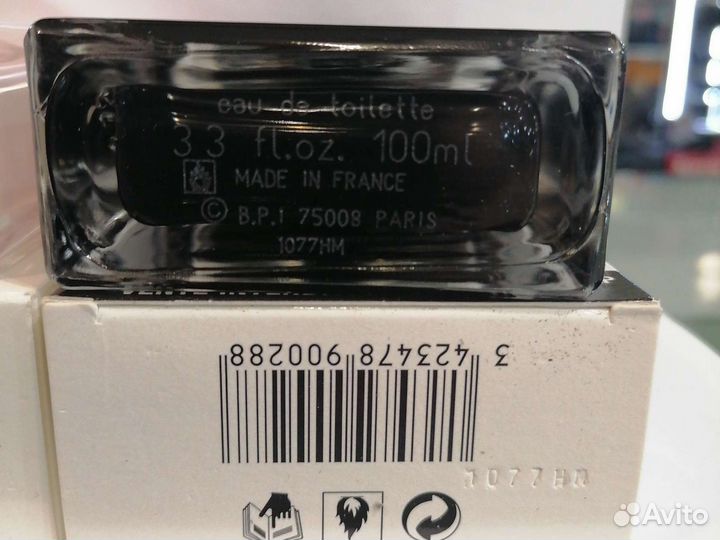 eau de toilette
3.3 fl.oz. 100ml
MADE IN FRANCE
© B.P.I 75008 PARIS
1077HM
3 423478 900288
1077HM
Avito